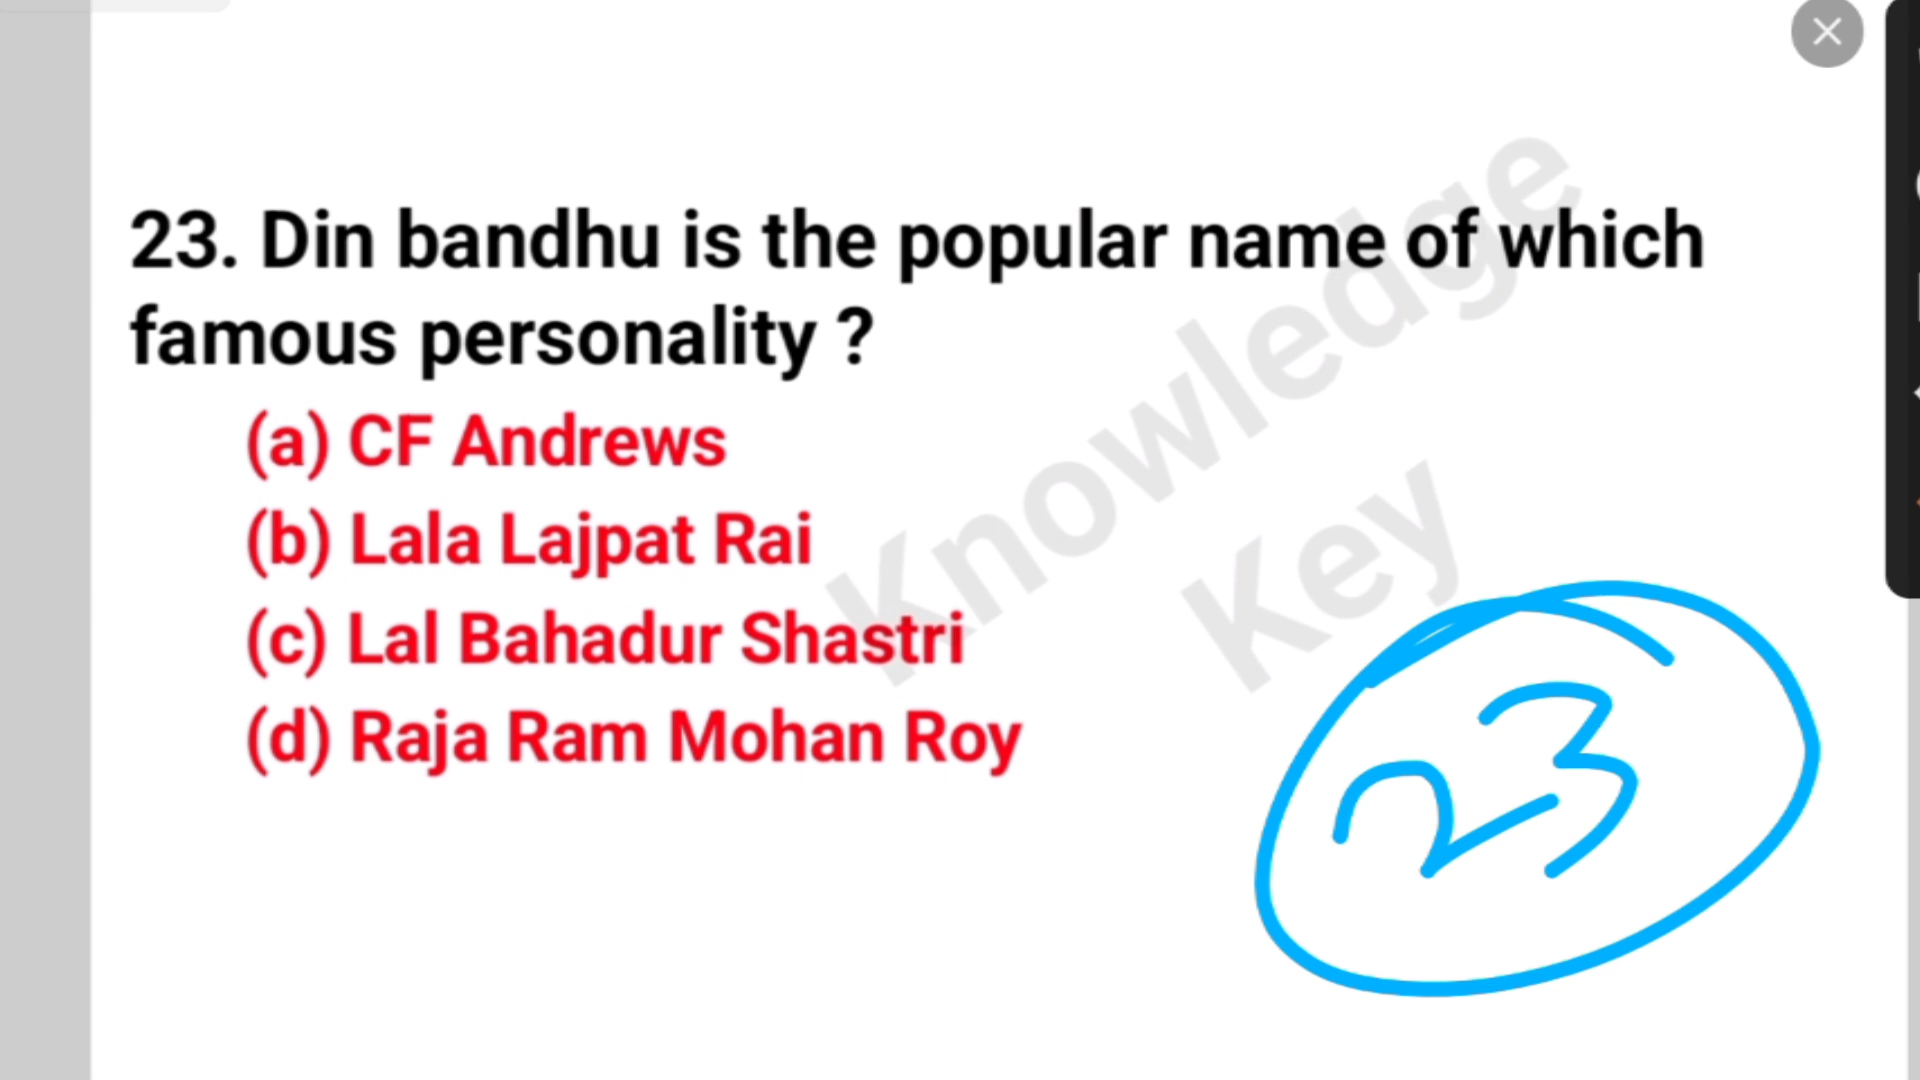 23. Din bandhu is the popular name of which
famous personality ?
(a) CF Andrews
(b) Lala Lajpat Rai
(c) Lal Bahadur Shastri
(d) Raja Ram Mohan Roy
Knowledge
Key
23